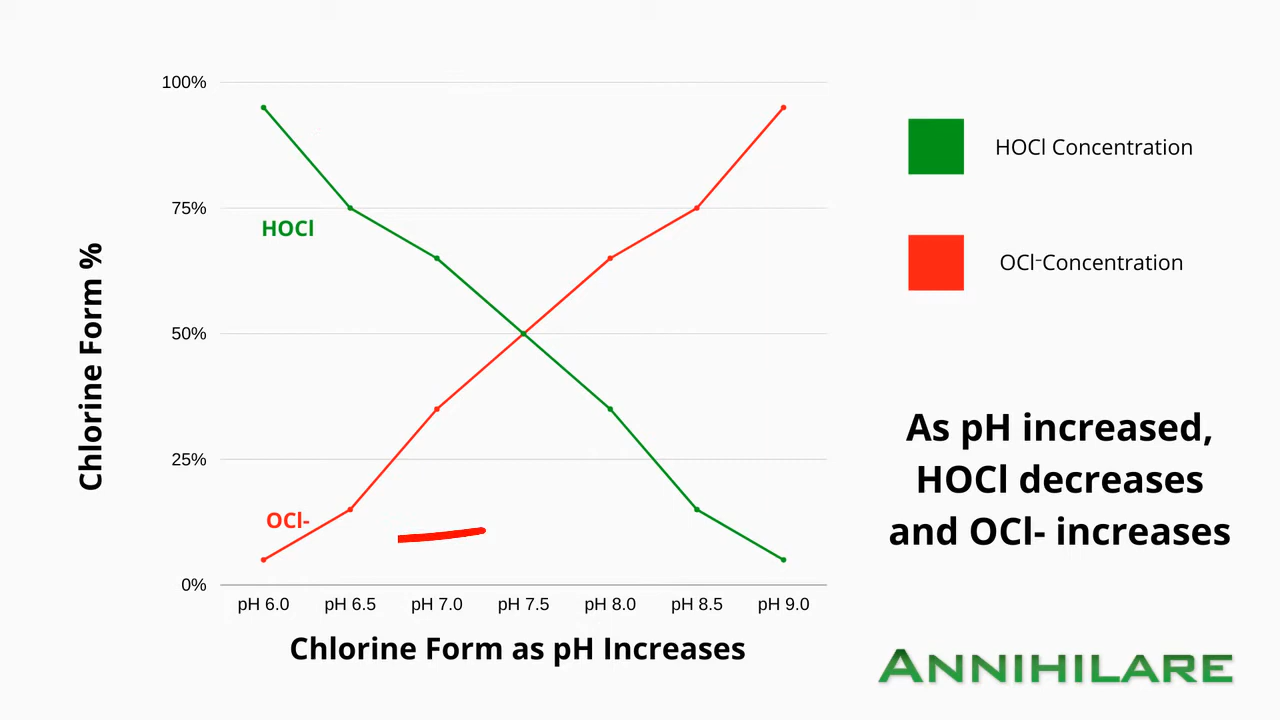 100%
75%
50%
25%
0%
Chlorine Form %
HOCl
OCl-
pH 6.0 pH 6.5 pH 7.0 pH 7.5 pH 8.0 pH 8.5 pH 9.0
Chlorine Form as pH Increases
HOCl Concentration
OCl⁻Concentration
As pH increased,
HOCl decreases
and OCl- increases
ANNIHILARE